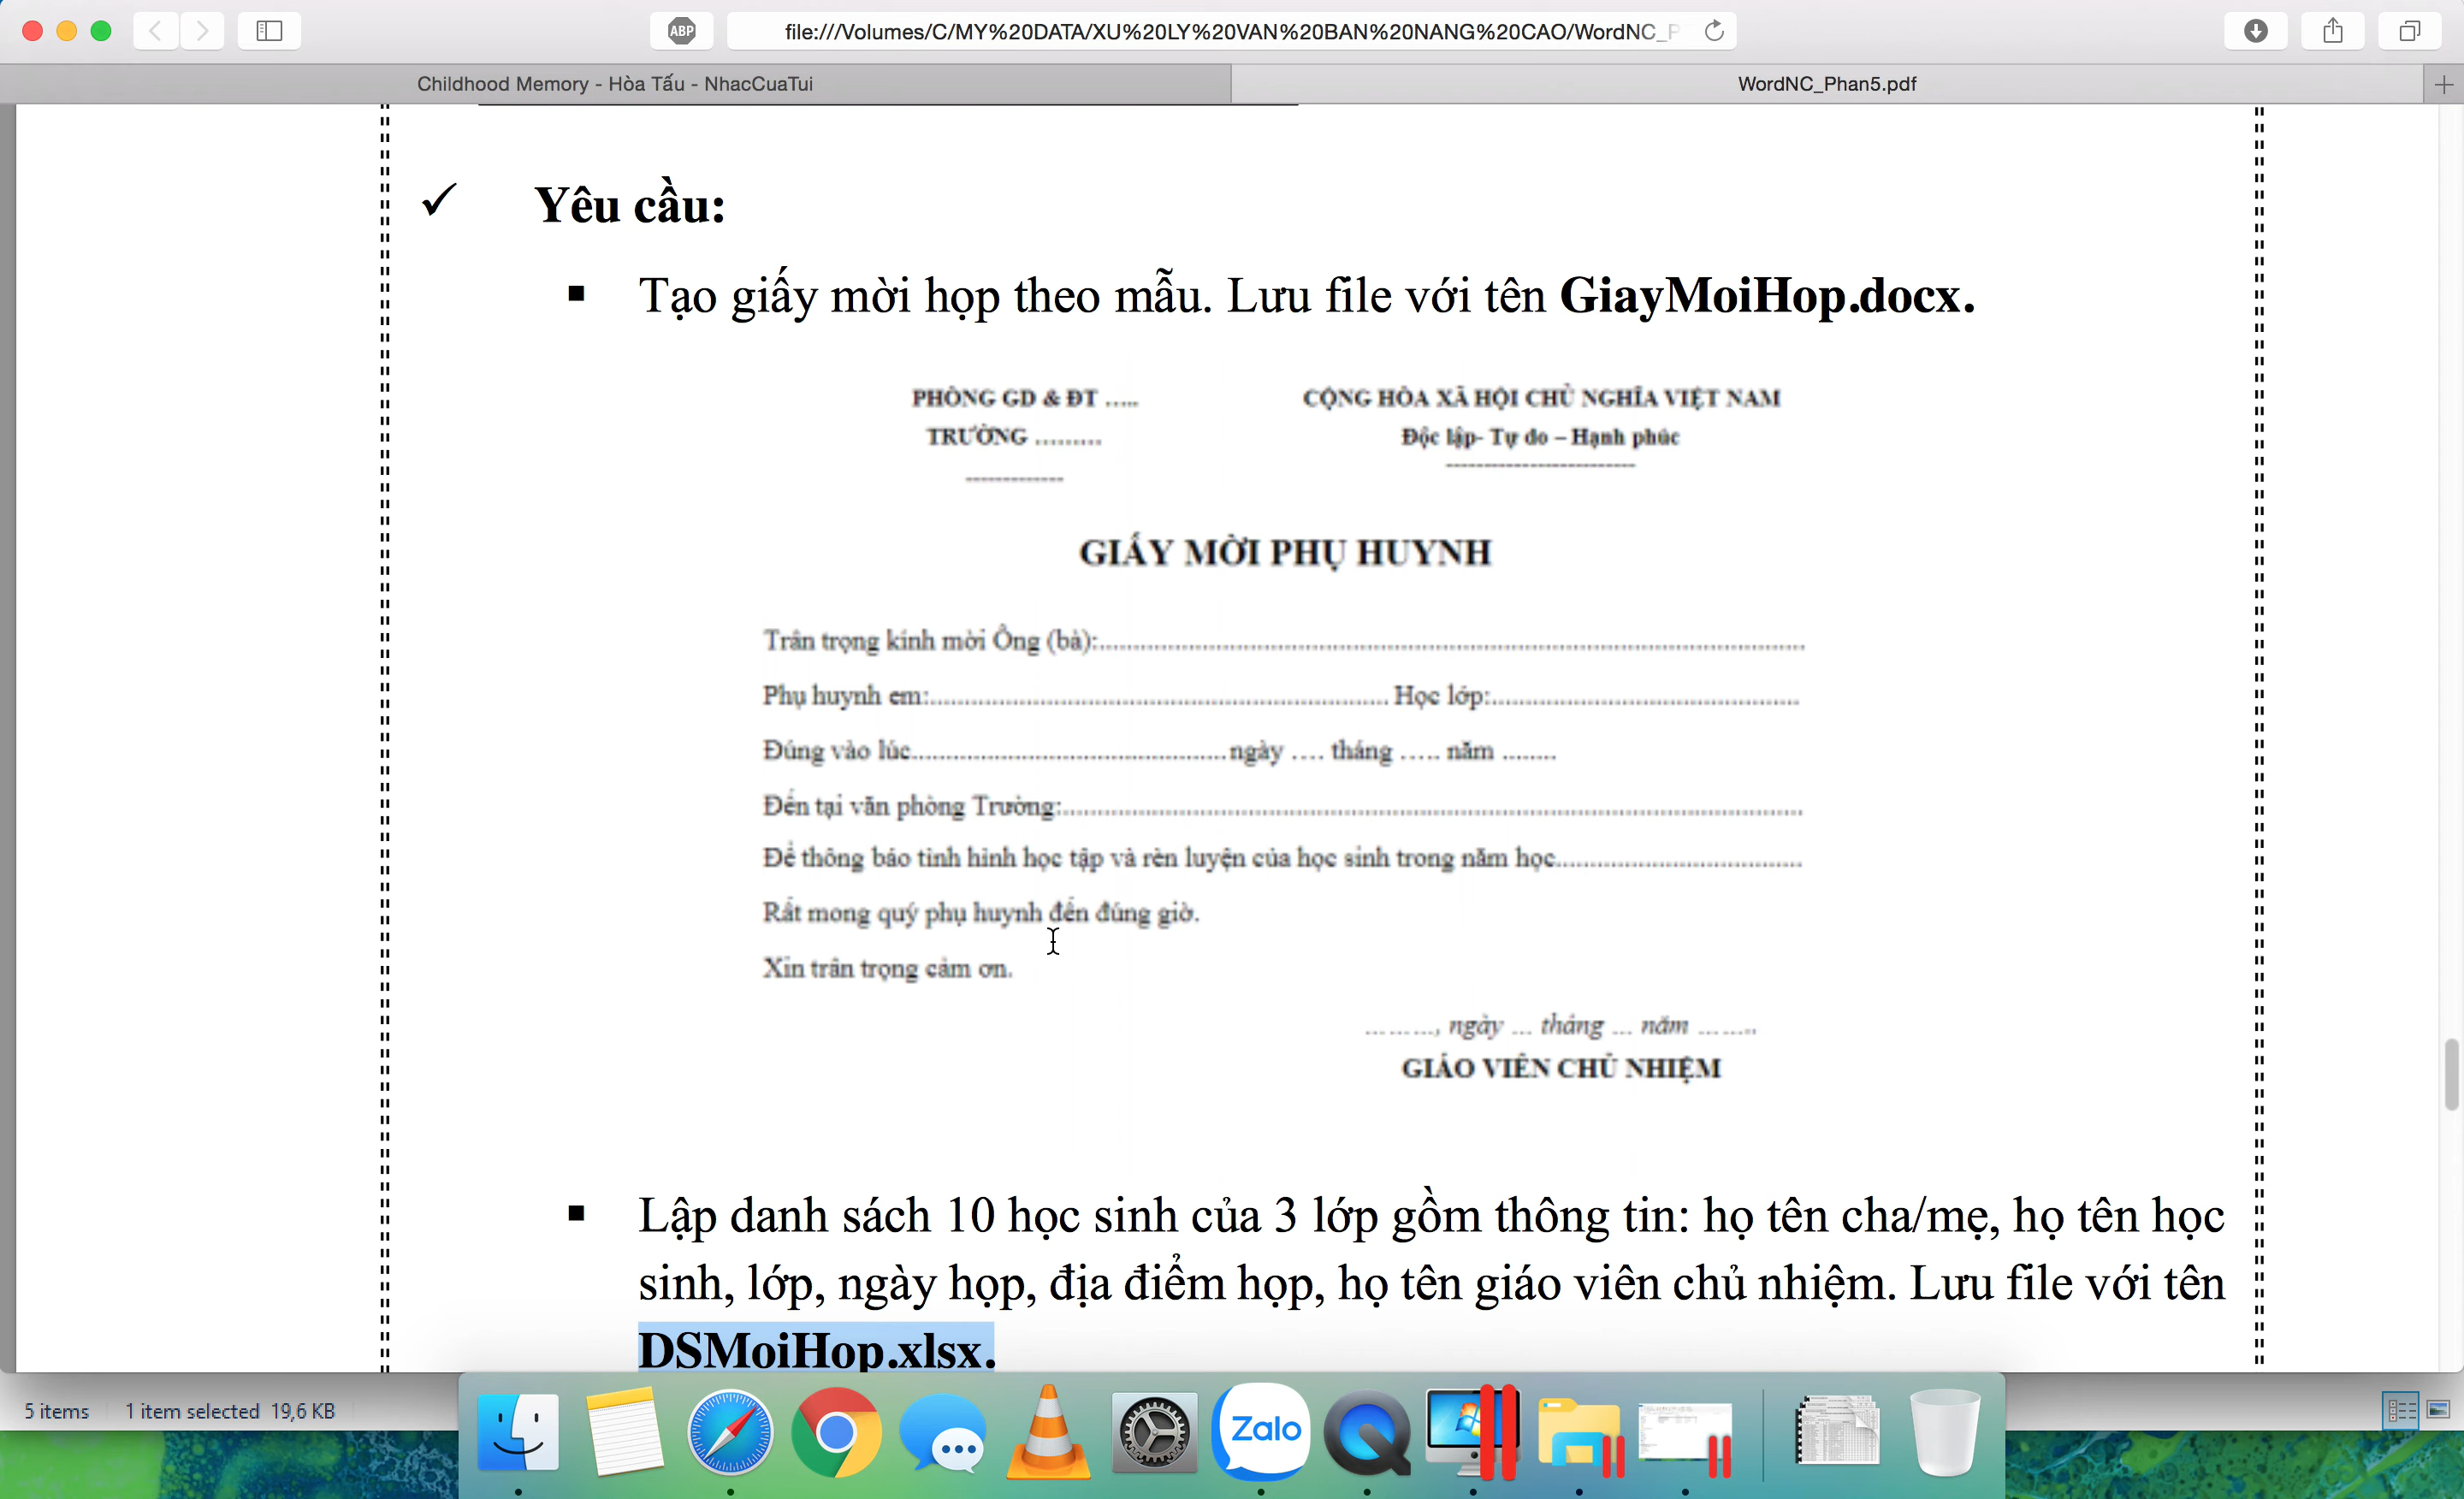 ABP
file:///Volumes/C/MY%20DATA/XU%20LY%20VAN%20BAN%20NANG%20CAO/WordNC_P
Childhood Memory - Hòa Tấu - NhacCuaTui
WordNC_Phan5.pdf
✓ Yêu cầu:
▪ Tạo giấy mời họp theo mẫu. Lưu file với tên GiayMoiHop.docx.
PHÒNG GD & ĐT ..... CỘNG HÒA XÃ HỘI CHỦ NGHĨA VIỆT NAM
TRƯỜNG ......... Độc lập- Tự do – Hạnh phúc
------------- -------------------------
GIẤY MỜI PHỤ HUYNH
Trân trọng kính mời Ông (bà):....................................................
Phụ huynh em:.................................... Học lớp:.........................
Đúng vào lúc..............................ngày .... tháng ..... năm ........
Đến tại văn phòng Trường:....................................................
Để thông báo tình hình học tập và rèn luyện của học sinh trong năm học....................
Rất mong quý phụ huynh đến đúng giờ.
Xin trân trọng cảm ơn.
........., ngày ... tháng ... năm ........
GIÁO VIÊN CHỦ NHIỆM
▪ Lập danh sách 10 học sinh của 3 lớp gồm thông tin: họ tên cha/mẹ, họ tên học
sinh, lớp, ngày họp, địa điểm họp, họ tên giáo viên chủ nhiệm. Lưu file với tên
DSMoiHop.xlsx.
5 items 1 item selected 19,6 KB
Zalo